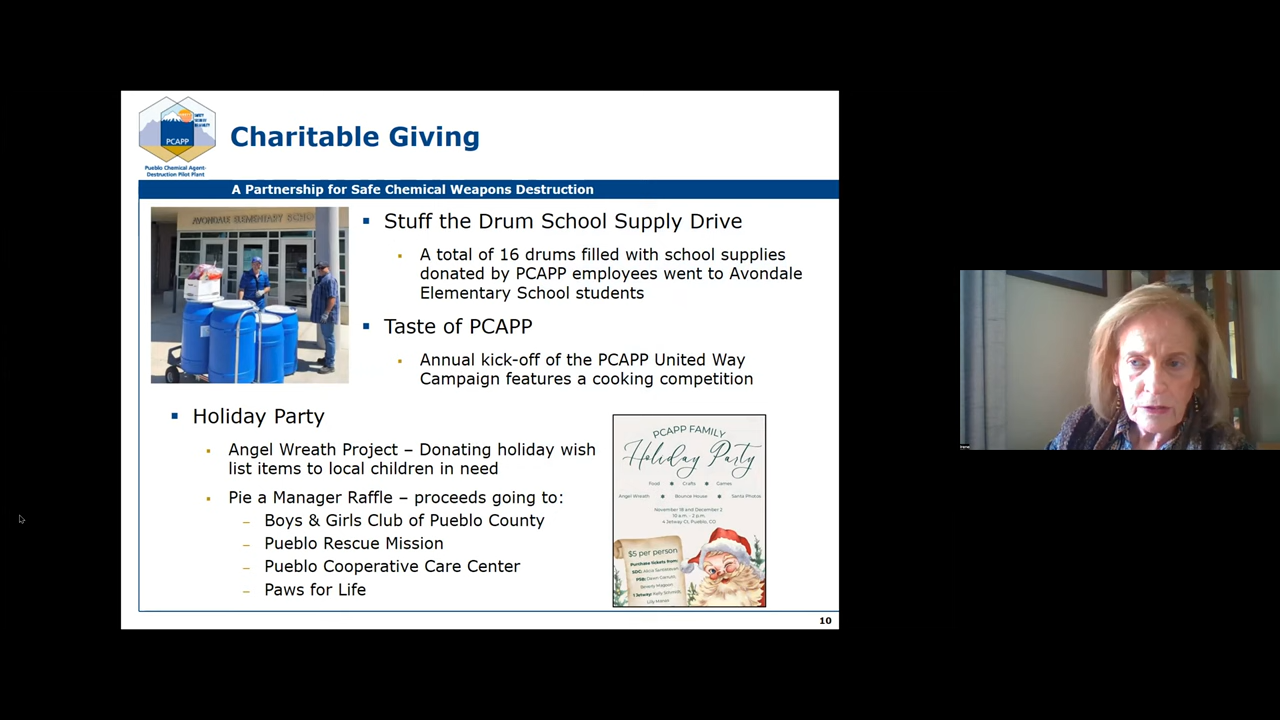 PCAPP
Pueblo Chemical Agent-
Destruction Pilot Plant
Charitable Giving
A Partnership for Safe Chemical Weapons Destruction
AVONDALE ELEMENTARY SCHO
▪ Stuff the Drum School Supply Drive
▪ A total of 16 drums filled with school supplies
donated by PCAPP employees went to Avondale
Elementary School students
▪ Taste of PCAPP
▪ Annual kick-off of the PCAPP United Way
Campaign features a cooking competition
▪ Holiday Party
▪ Angel Wreath Project – Donating holiday wish
list items to local children in need
▪ Pie a Manager Raffle – proceeds going to:
– Boys & Girls Club of Pueblo County
– Pueblo Rescue Mission
– Pueblo Cooperative Care Center
– Paws for Life
PCAPP FAMILY
Holiday Party
Food Crafts Games
Angel Wreath Bounce House Santa Photos
November 18 and December 2
10 a.m. - 2 p.m.
4 Jetway Ct, Pueblo, CO
$5 per person
Purchase tickets from:
10